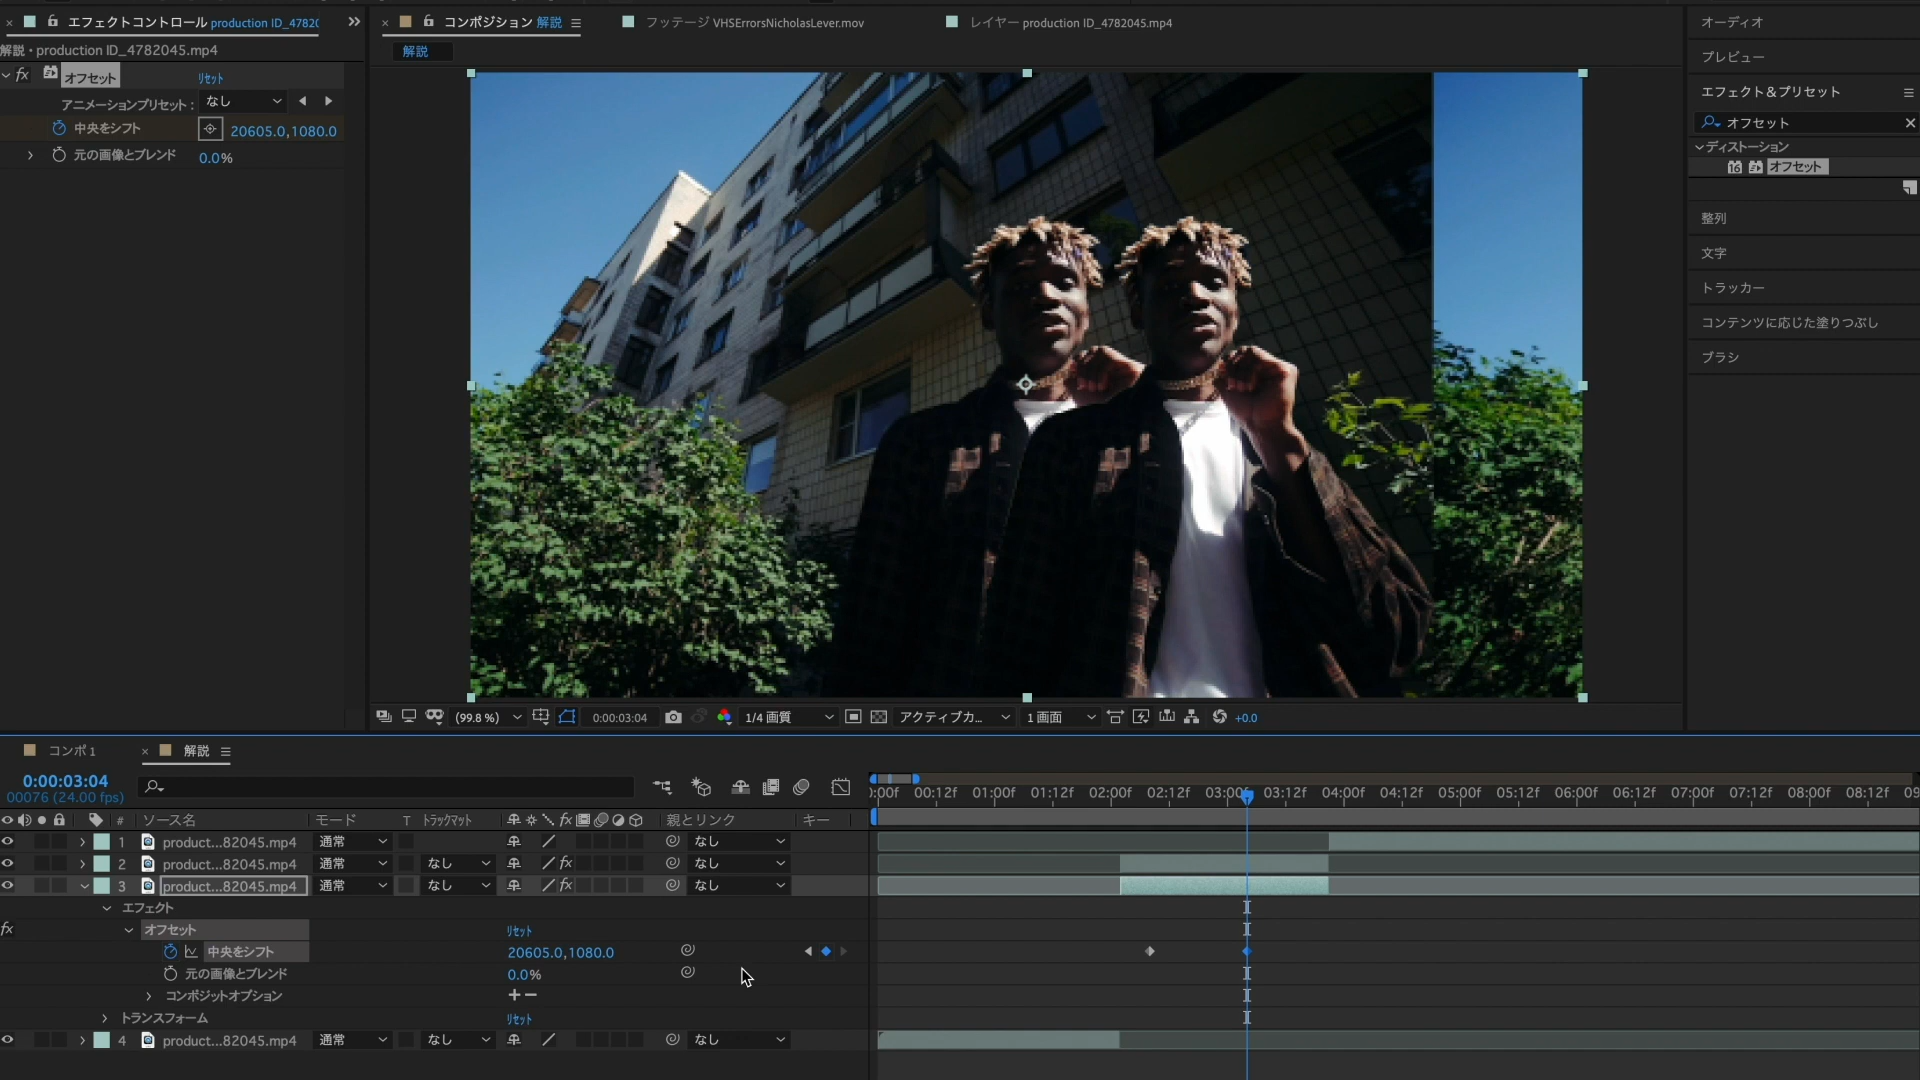 エフェクトコントロール production ID_4782(
コンポジション 解説
フッテージ VHSErrorsNicholasLever.mov
レイヤー production ID_4782045.mp4
オーディオ
解説・production ID_4782045.mp4
解説
プレビュー
fx オフセット リセット
エフェクト＆プリセット
アニメーションプリセット： なし
オフセット
中央をシフト 20605.0,1080.0
ディストーション
元の画像とブレンド 0.0%
16 オフセット
整列
文字
トラッカー
コンテンツに応じた塗りつぶし
ブラシ
(99.8 %) 0:00:03:04 1/4 画質 アクティブカ... 1 画面 +0.0
コンポ 1 解説
0:00:03:04
00076 (24.00 fps)
):00f 00:12f 01:00f 01:12f 02:00f 02:12f 03:00f 03:12f 04:00f 04:12f 05:00f 05:12f 06:00f 06:12f 07:00f 07:12f 08:00f 08:12f 09
# ソース名 モード T トラックマット fx 親とリンク キー
1 product...82045.mp4 通常 なし
2 product...82045.mp4 通常 なし fx なし
3 product...82045.mp4 通常 なし fx なし
エフェクト
fx オフセット リセット
中央をシフト 20605.0,1080.0
元の画像とブレンド 0.0%
コンポジットオプション +−
トランスフォーム リセット
4 product...82045.mp4 通常 なし なし